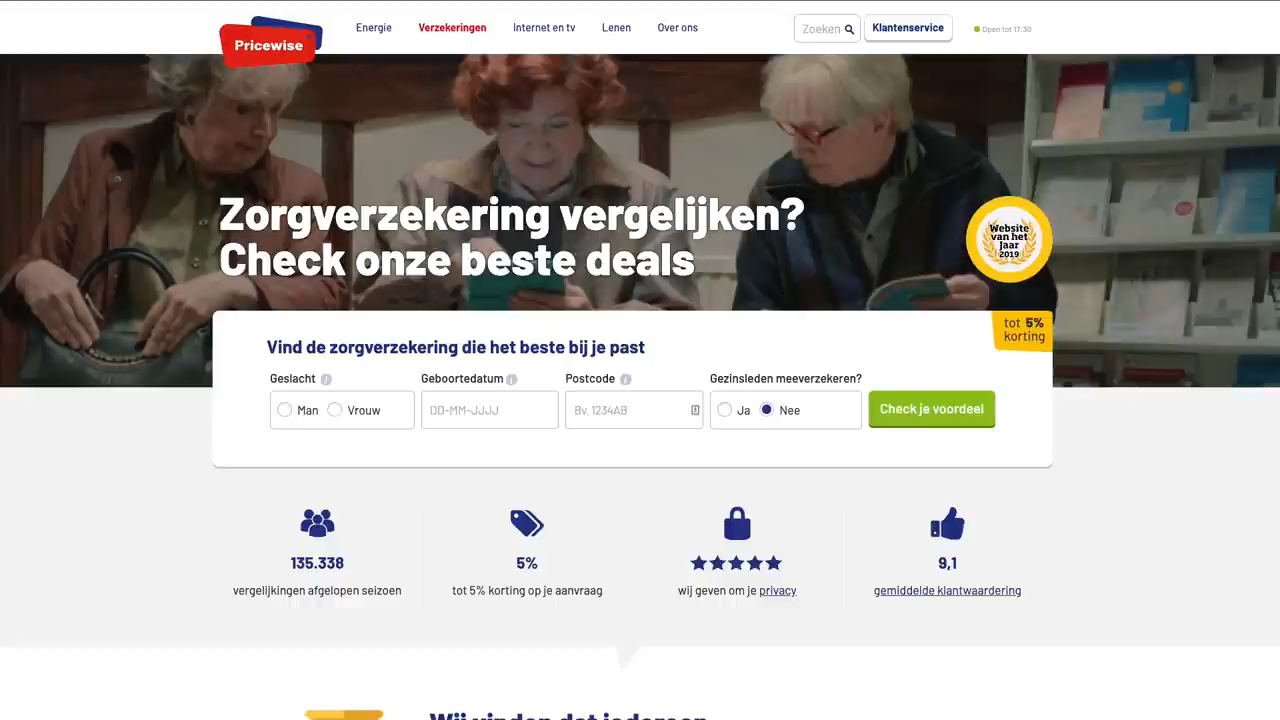 Pricewise
Energie
Verzekeringen
Internet en tv
Lenen
Over ons
Zoeken
Klantenservice
Open tot 17:30
Zorgverzekering vergelijken?
Check onze beste deals
Website
van het
Jaar
2019
tot 5%
korting
Vind de zorgverzekering die het beste bij je past
Geslacht
Geboortedatum
Postcode
Gezinsleden meeverzekeren?
Man
Vrouw
DD-MM-JJJJ
Bv. 1234AB
Ja
Nee
Check je voordeel
135.338
vergelijkingen afgelopen seizoen
5%
tot 5% korting op je aanvraag
wij geven om je privacy
9,1
gemiddelde klantwaardering
Wij vinden dat iedereen